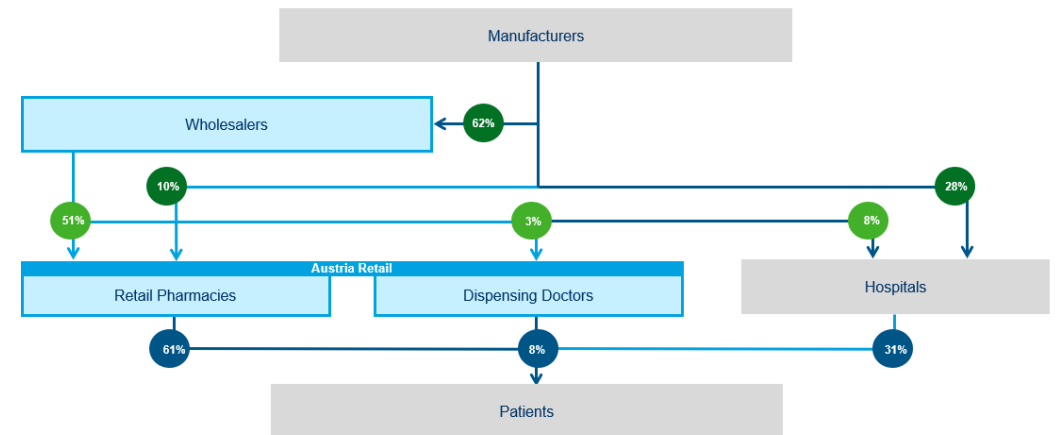 Manufacturers
Wholesalers
62%
10%
28%
51%
3%
8%
Austria Retail
Retail Pharmacies
Dispensing Doctors
Hospitals
61%
8%
31%
Patients